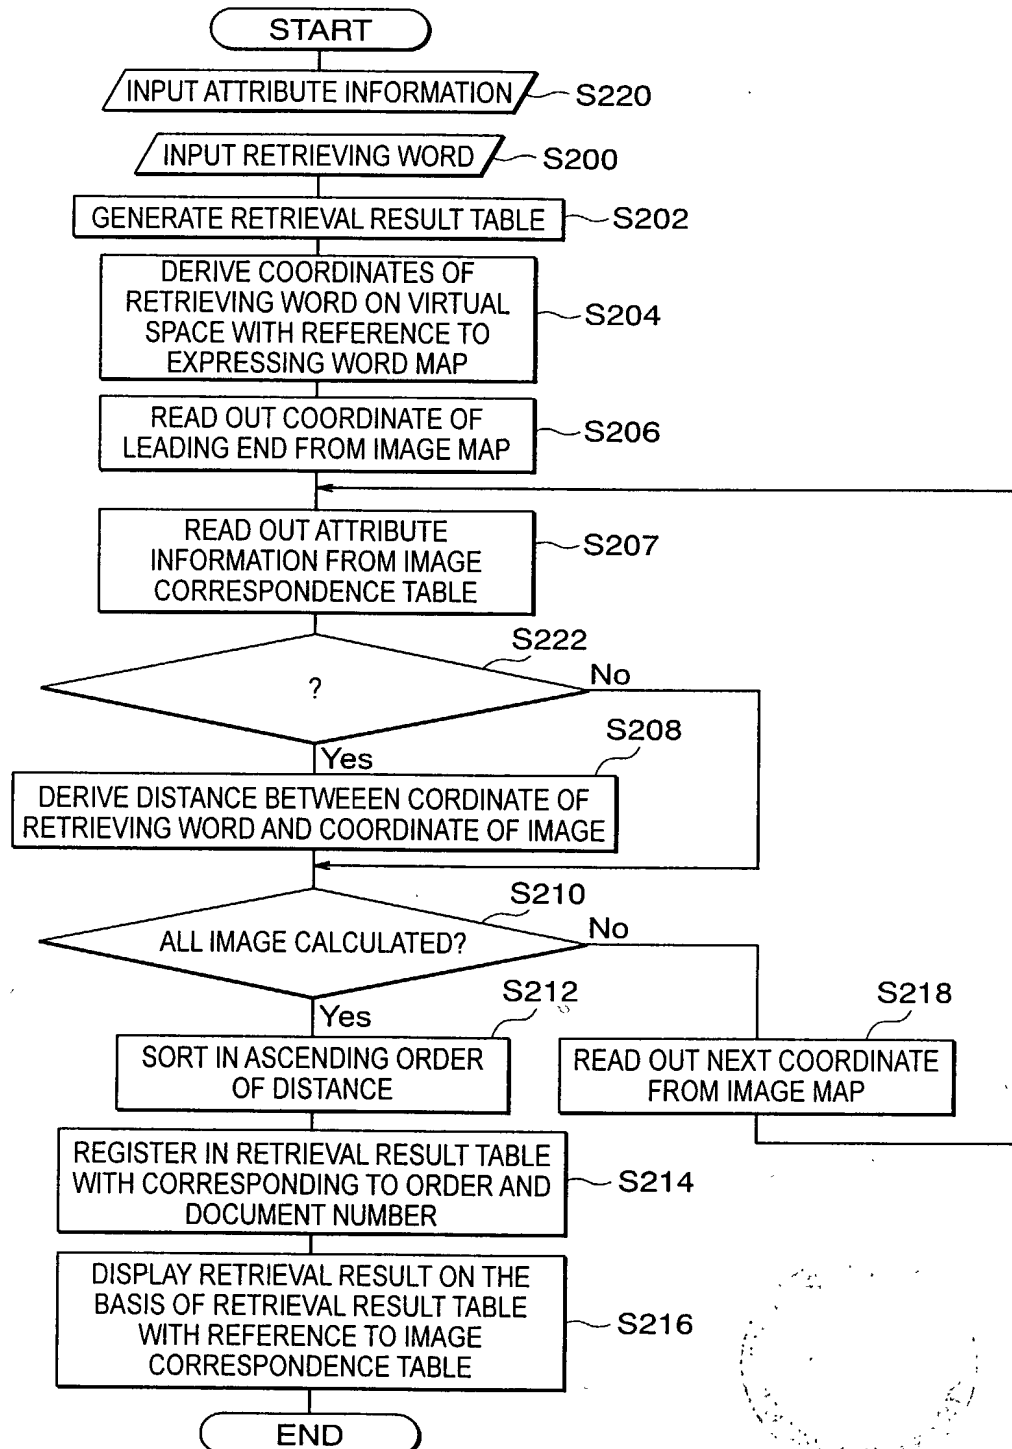 START
INPUT ATTRIBUTE INFORMATION
S220
INPUT RETRIEVING WORD
S200
GENERATE RETRIEVAL RESULT TABLE
S202
DERIVE COORDINATES OF
RETRIEVING WORD ON VIRTUAL
SPACE WITH REFERENCE TO
EXPRESSING WORD MAP
S204
READ OUT COORDINATE OF
LEADING END FROM IMAGE MAP
S206
READ OUT ATTRIBUTE
INFORMATION FROM IMAGE
CORRESPONDENCE TABLE
S207
S222
?
No
Yes
S208
DERIVE DISTANCE BETWEEEN CORDINATE OF
RETRIEVING WORD AND COORDINATE OF IMAGE
S210
ALL IMAGE CALCULATED?
No
Yes
S212
SORT IN ASCENDING ORDER
OF DISTANCE
S218
READ OUT NEXT COORDINATE
FROM IMAGE MAP
REGISTER IN RETRIEVAL RESULT TABLE
WITH CORRESPONDING TO ORDER AND
DOCUMENT NUMBER
S214
DISPLAY RETRIEVAL RESULT ON THE
BASIS OF RETRIEVAL RESULT TABLE
WITH REFERENCE TO IMAGE
CORRESPONDENCE TABLE
S216
END